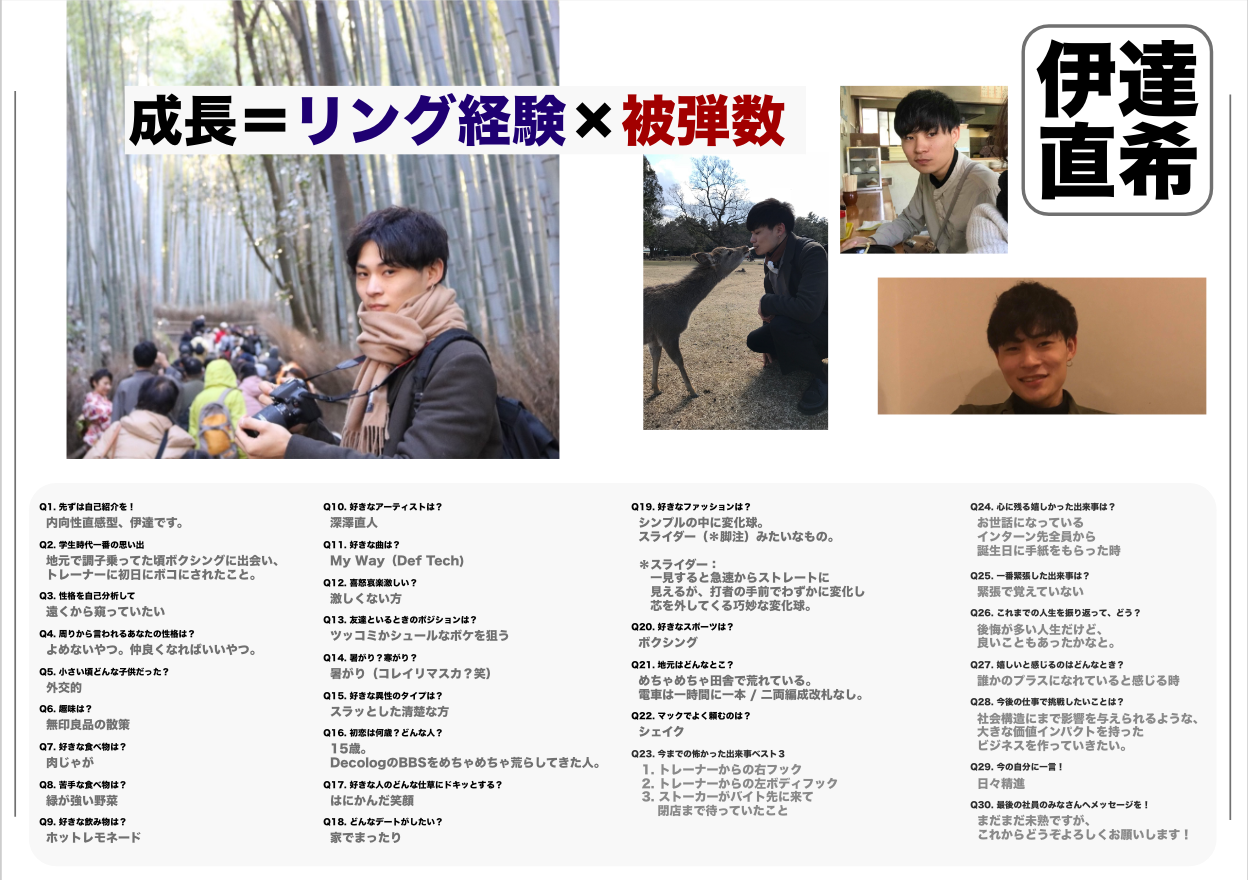 成長＝リング経験×被弾数
伊達
直希
Q1. 先ずは自己紹介を！
内向性直感型、伊達です。
Q2. 学生時代一番の思い出
地元で調子乗ってた頃ボクシングに出会い、
トレーナーに初日にボコにされたこと。
Q3. 性格を自己分析して
遠くから窺っていたい
Q4. 周りから言われるあなたの性格は？
よめないやつ。仲良くなればいいやつ。
Q5. 小さい頃どんな子供だった？
外交的
Q6. 趣味は？
無印良品の散策
Q7. 好きな食べ物は？
肉じゃが
Q8. 苦手な食べ物は？
緑が強い野菜
Q9. 好きな飲み物は？
ホットレモネード
Q10. 好きなアーティストは？
深澤直人
Q11. 好きな曲は？
My Way（Def Tech）
Q12. 喜怒哀楽激しい？
激しくない方
Q13. 友達といるときのポジションは？
ツッコミかシュールなボケを狙う
Q14. 暑がり？寒がり？
暑がり（コレイリマスカ？笑）
Q15. 好きな異性のタイプは？
スラッとした清楚な方
Q16. 初恋は何歳？どんな人？
15歳。
DecologのBBSをめちゃめちゃ荒らしてきた人。
Q17. 好きな人のどんな仕草にドキッとする？
はにかんだ笑顔
Q18. どんなデートがしたい？
家でまったり
Q19. 好きなファッションは？
シンプルの中に変化球。
スライダー（＊脚注）みたいなもの。
＊スライダー：
一見すると急速からストレートに
見えるが、打者の手前でわずかに変化し
芯を外してくる巧妙な変化球。
Q20. 好きなスポーツは？
ボクシング
Q21. 地元はどんなとこ？
めちゃめちゃ田舎で荒れている。
電車は一時間に一本 / 二両編成改札なし。
Q22. マックでよく頼むのは？
シェイク
Q23. 今までの怖かった出来事ベスト3
1. トレーナーからの右フック
2. トレーナーからの左ボディフック
3. ストーカーがバイト先に来て
閉店まで待っていたこと
Q24. 心に残る嬉しかった出来事は？
お世話になっている
インターン先全員から
誕生日に手紙をもらった時
Q25. 一番緊張した出来事は？
緊張で覚えていない
Q26. これまでの人生を振り返って、どう？
後悔が多い人生だけど、
良いこともあったかなと。
Q27. 嬉しいと感じるのはどんなとき？
誰かのプラスになれていると感じる時
Q28. 今後の仕事で挑戦したいことは？
社会構造にまで影響を与えられるような、
大きな価値インパクトを持った
ビジネスを作っていきたい。
Q29. 今の自分に一言！
日々精進
Q30. 最後の社員のみなさんへメッセージを！
まだまだ未熟ですが、
これからどうぞよろしくお願いします！